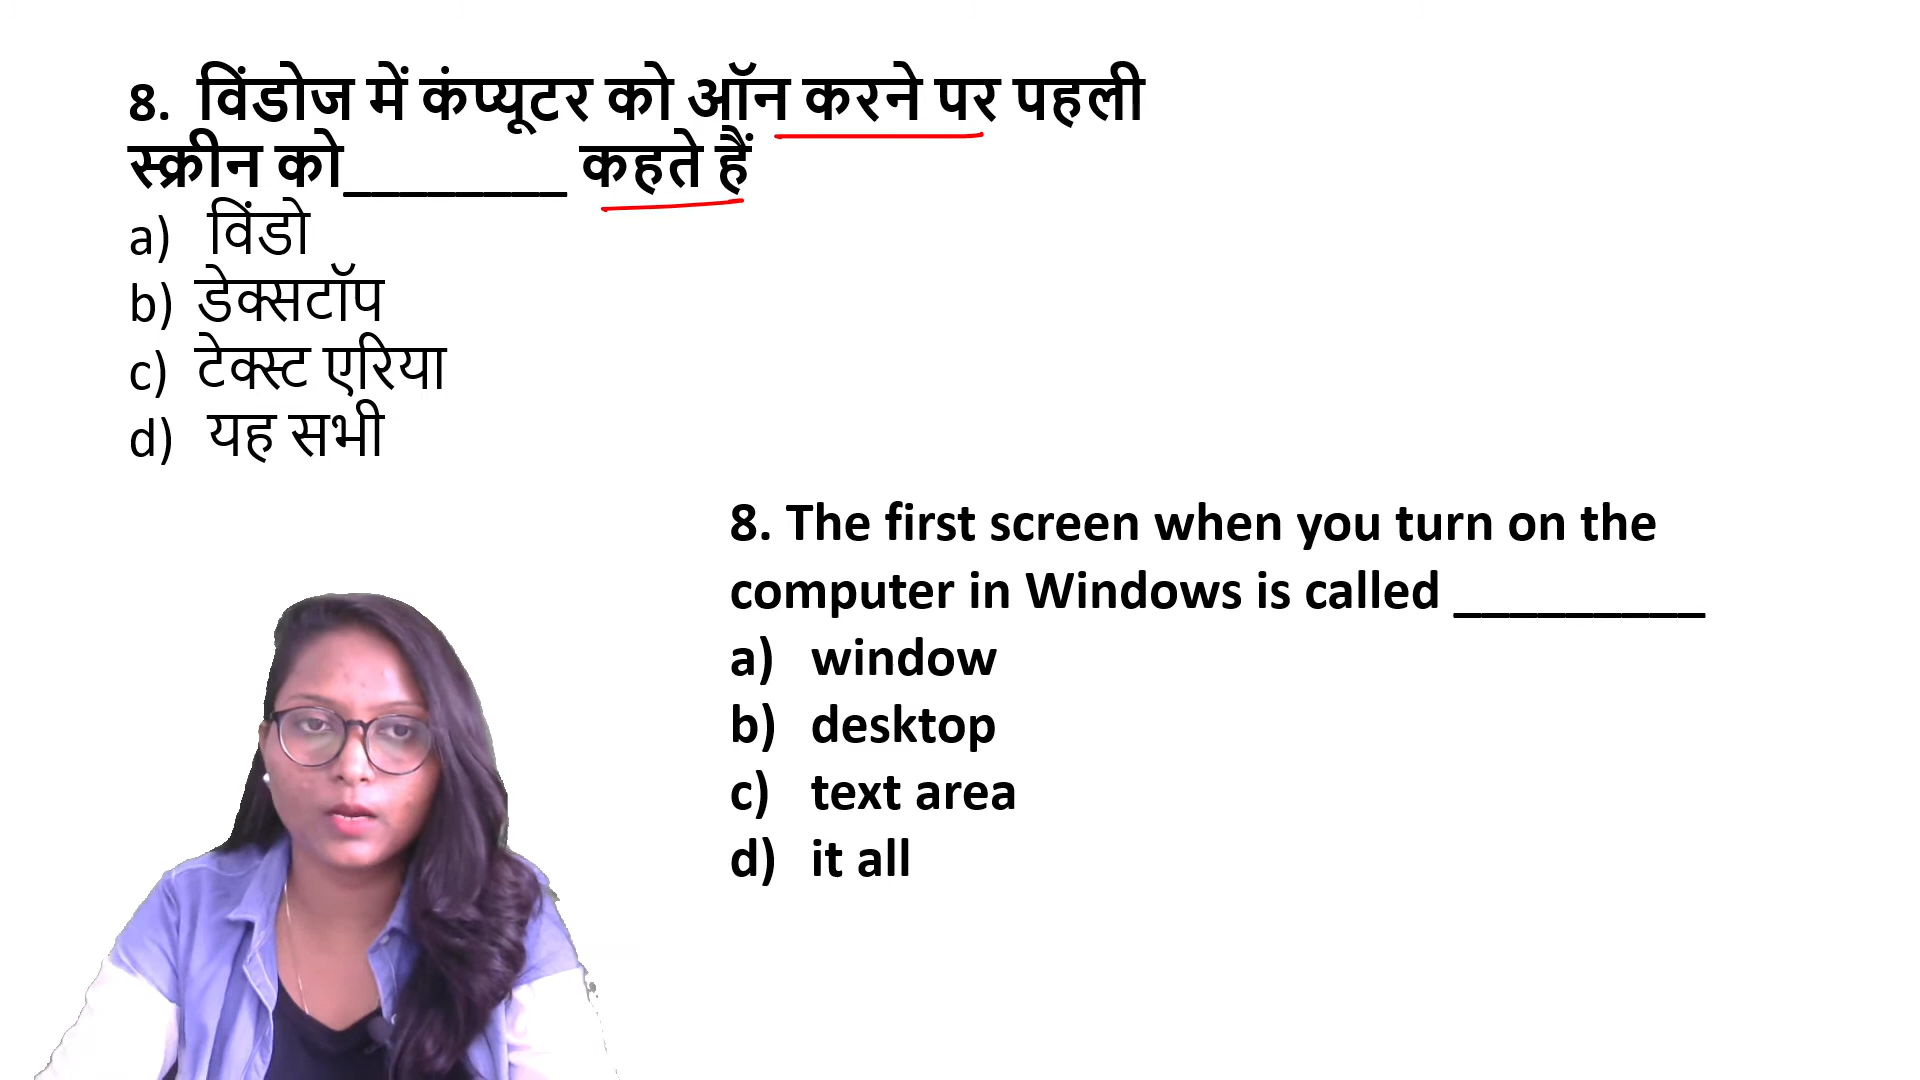 8. विंडोज में कंप्यूटर को ऑन करने पर पहली
स्क्रीन को________ कहते हैं
a) विंडो
b) डेक्सटॉप
c) टेक्स्ट एरिया
d) यह सभी
8. The first screen when you turn on the
computer in Windows is called _________
a) window
b) desktop
c) text area
d) it all